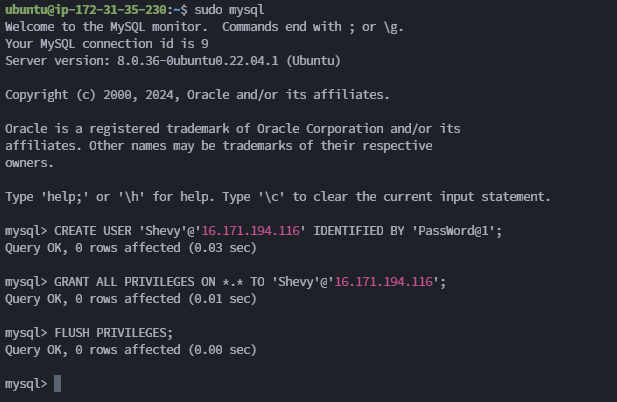 ubuntu@ip-172-31-35-230:~$ sudo mysql
Welcome to the MySQL monitor.  Commands end with ; or \g.
Your MySQL connection id is 9
Server version: 8.0.36-0ubuntu0.22.04.1 (Ubuntu)
Copyright (c) 2000, 2024, Oracle and/or its affiliates.
Oracle is a registered trademark of Oracle Corporation and/or its
affiliates. Other names may be trademarks of their respective
owners.
Type 'help;' or '\h' for help. Type '\c' to clear the current input statement.
mysql> CREATE USER 'Shevy'@'16.171.194.116' IDENTIFIED BY 'PassWord@1';
Query OK, 0 rows affected (0.03 sec)
mysql> GRANT ALL PRIVILEGES ON *.* TO 'Shevy'@'16.171.194.116';
Query OK, 0 rows affected (0.01 sec)
mysql> FLUSH PRIVILEGES;
Query OK, 0 rows affected (0.00 sec)
mysql>